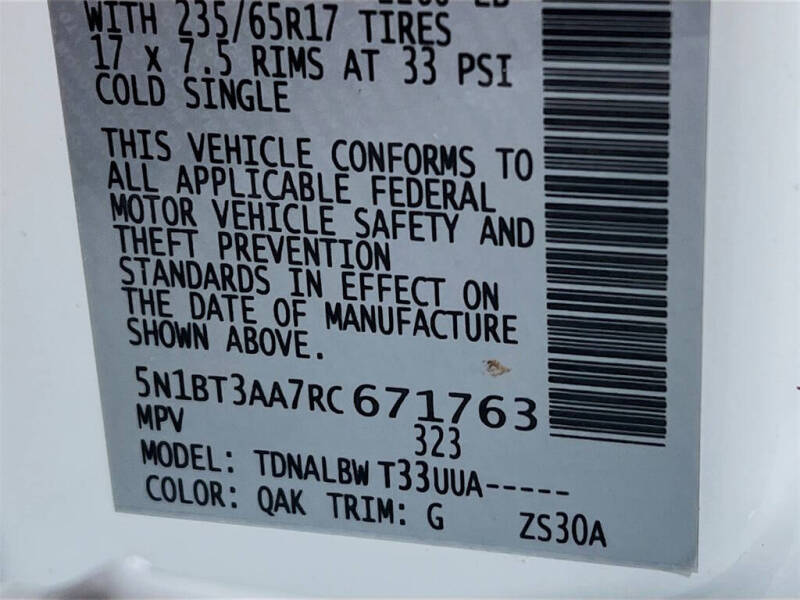 WITH 235/65R17 TIRES
17 x 7.5 RIMS AT 33 PSI
COLD SINGLE
THIS VEHICLE CONFORMS TO
ALL APPLICABLE FEDERAL
MOTOR VEHICLE SAFETY AND
THEFT PREVENTION
STANDARDS IN EFFECT ON
THE DATE OF MANUFACTURE
SHOWN ABOVE.
5N1BT3AA7RC671763
MPV 323
MODEL: TDNALBW T33UUA-----
COLOR: QAK TRIM: G ZS30A